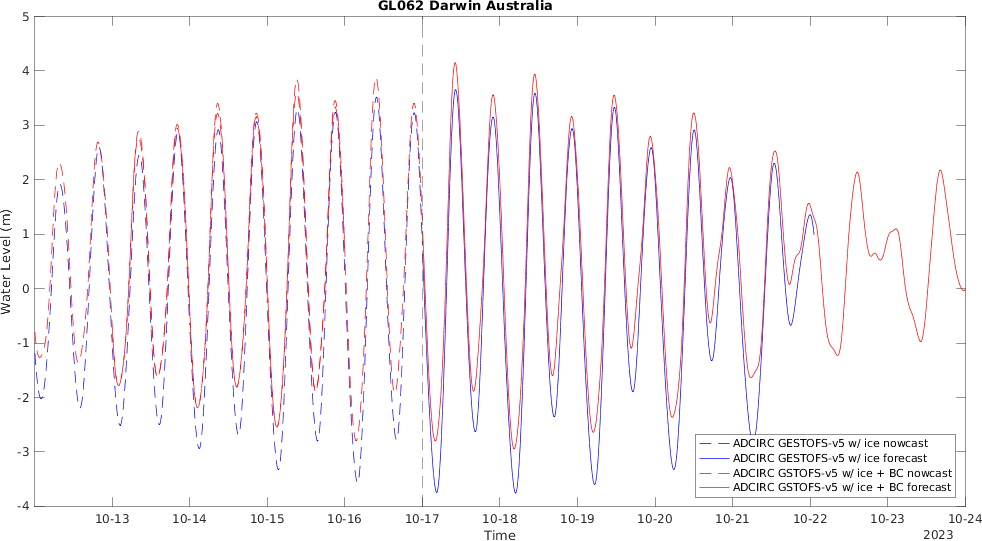 GL062 Darwin Australia
5
4
3
2
1
0
-1
-2
-3
-4
Water Level (m)
ADCIRC GESTOFS-v5 w/ ice nowcast
ADCIRC GESTOFS-v5 w/ ice forecast
ADCIRC GSTOFS-v5 w/ ice + BC nowcast
ADCIRC GSTOFS-v5 w/ ice + BC forecast
10-13 10-14 10-15 10-16 10-17 10-18 10-19 10-20 10-21 10-22 10-23 10-24
Time
2023